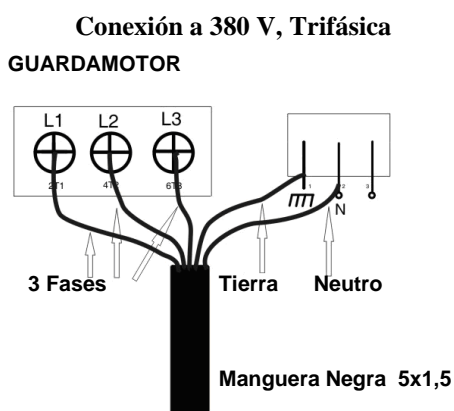 Conexión a 380 V, Trifásica
GUARDAMOTOR
L1 L2 L3
2T1 4T2 6T3
1 2 3
N
3 Fases Tierra Neutro
Manguera Negra 5x1,5